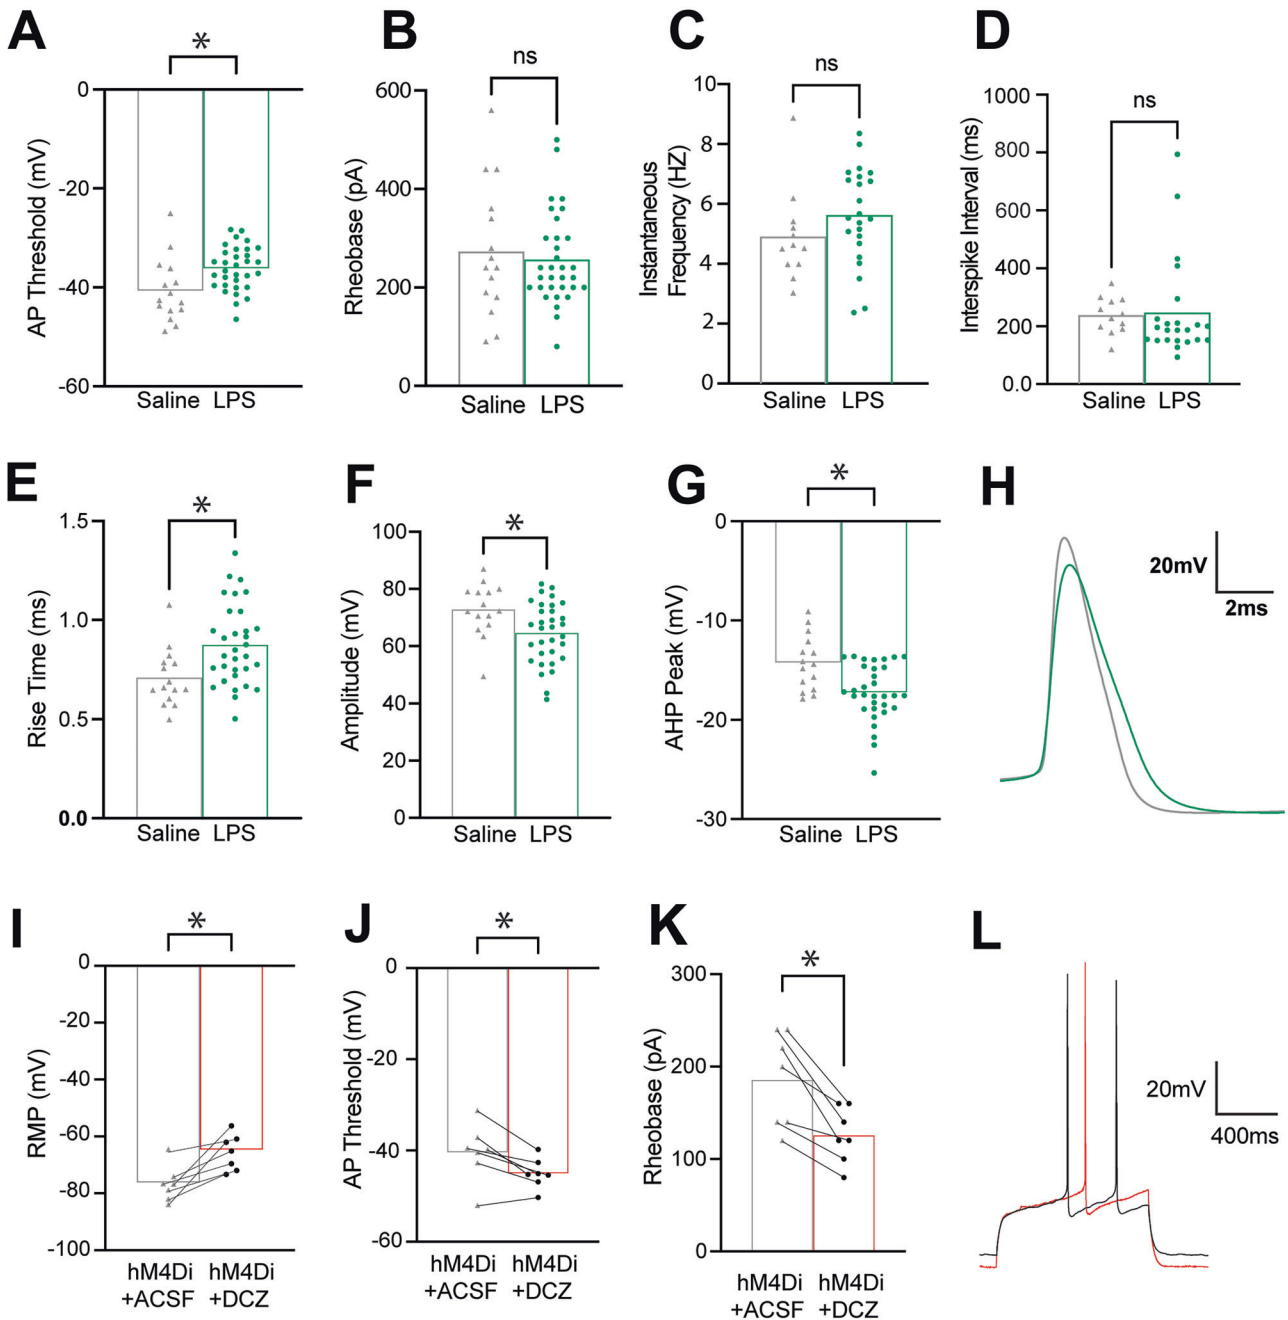 A
*
AP Threshold (mV)
0
-20
-40
-60
Saline LPS
B
ns
Rheobase (pA)
600
400
200
0
Saline LPS
C
ns
Instantaneous
Frequency (HZ)
10
8
6
4
2
0
Saline LPS
D
ns
Interspike Interval (ms)
1000
800
600
400
200
0.0
Saline LPS
E
*
Rise Time (ms)
1.5
1.0
0.5
0.0
Saline LPS
F
*
Amplitude (mV)
100
80
60
40
20
0
Saline LPS
G
*
AHP Peak (mV)
0
-10
-20
-30
Saline LPS
H
20mV
2ms
I
*
RMP (mV)
0
-20
-40
-60
-80
-100
hM4Di hM4Di
+ACSF +DCZ
J
*
AP Threshold (mV)
0
-20
-40
-60
hM4Di hM4Di
+ACSF +DCZ
K
*
Rheobase (pA)
300
200
100
0
hM4Di hM4Di
+ACSF +DCZ
L
20mV
400ms